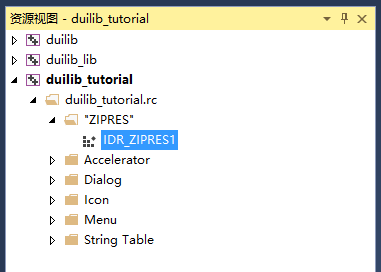 资源视图 - duilib_tutorial
duilib
duilib_lib
duilib_tutorial
duilib_tutorial.rc
"ZIPRES"
IDR_ZIPRES1
Accelerator
Dialog
Icon
Menu
String Table